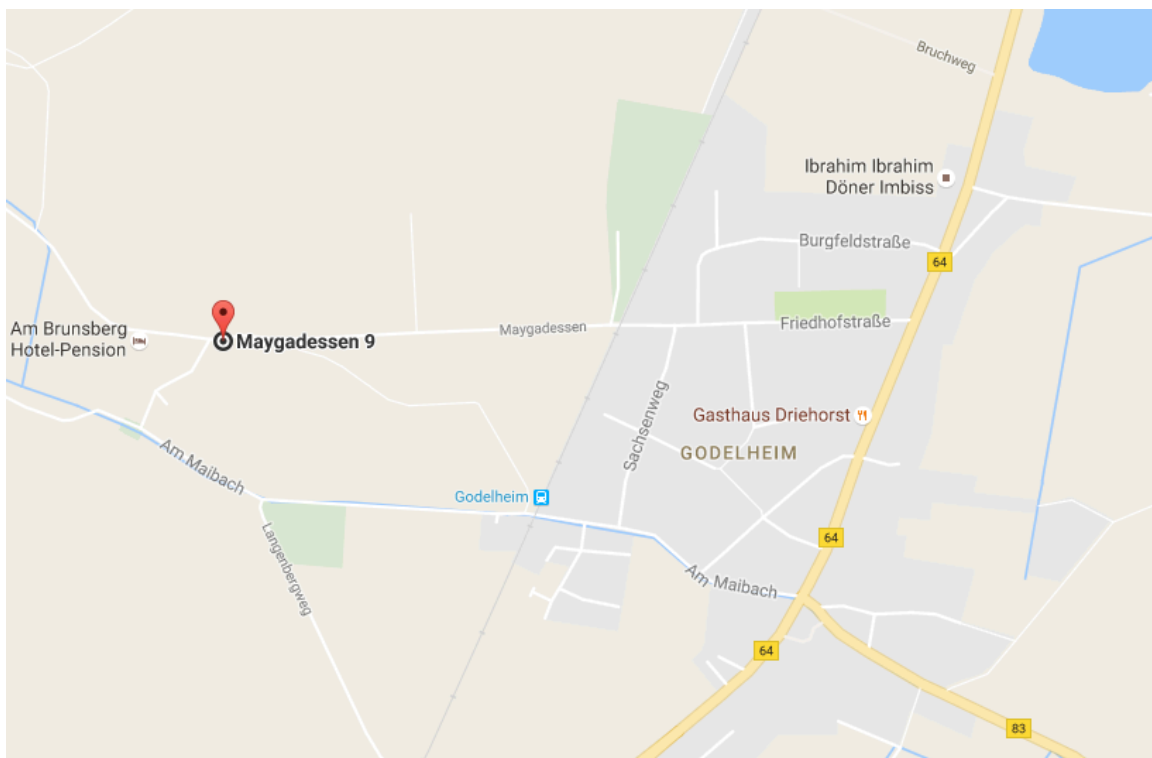 Bruchweg
Ibrahim Ibrahim
Döner Imbiss
Burgfeldstraße
64
Am Brunsberg
Hotel-Pension
Maygadessen 9
Maygadessen
Friedhofstraße
Sachsenweg
Gasthaus Driehorst
GODELHEIM
Am Maibach
Godelheim
Langenbergweg
64
Am Maibach
64
83